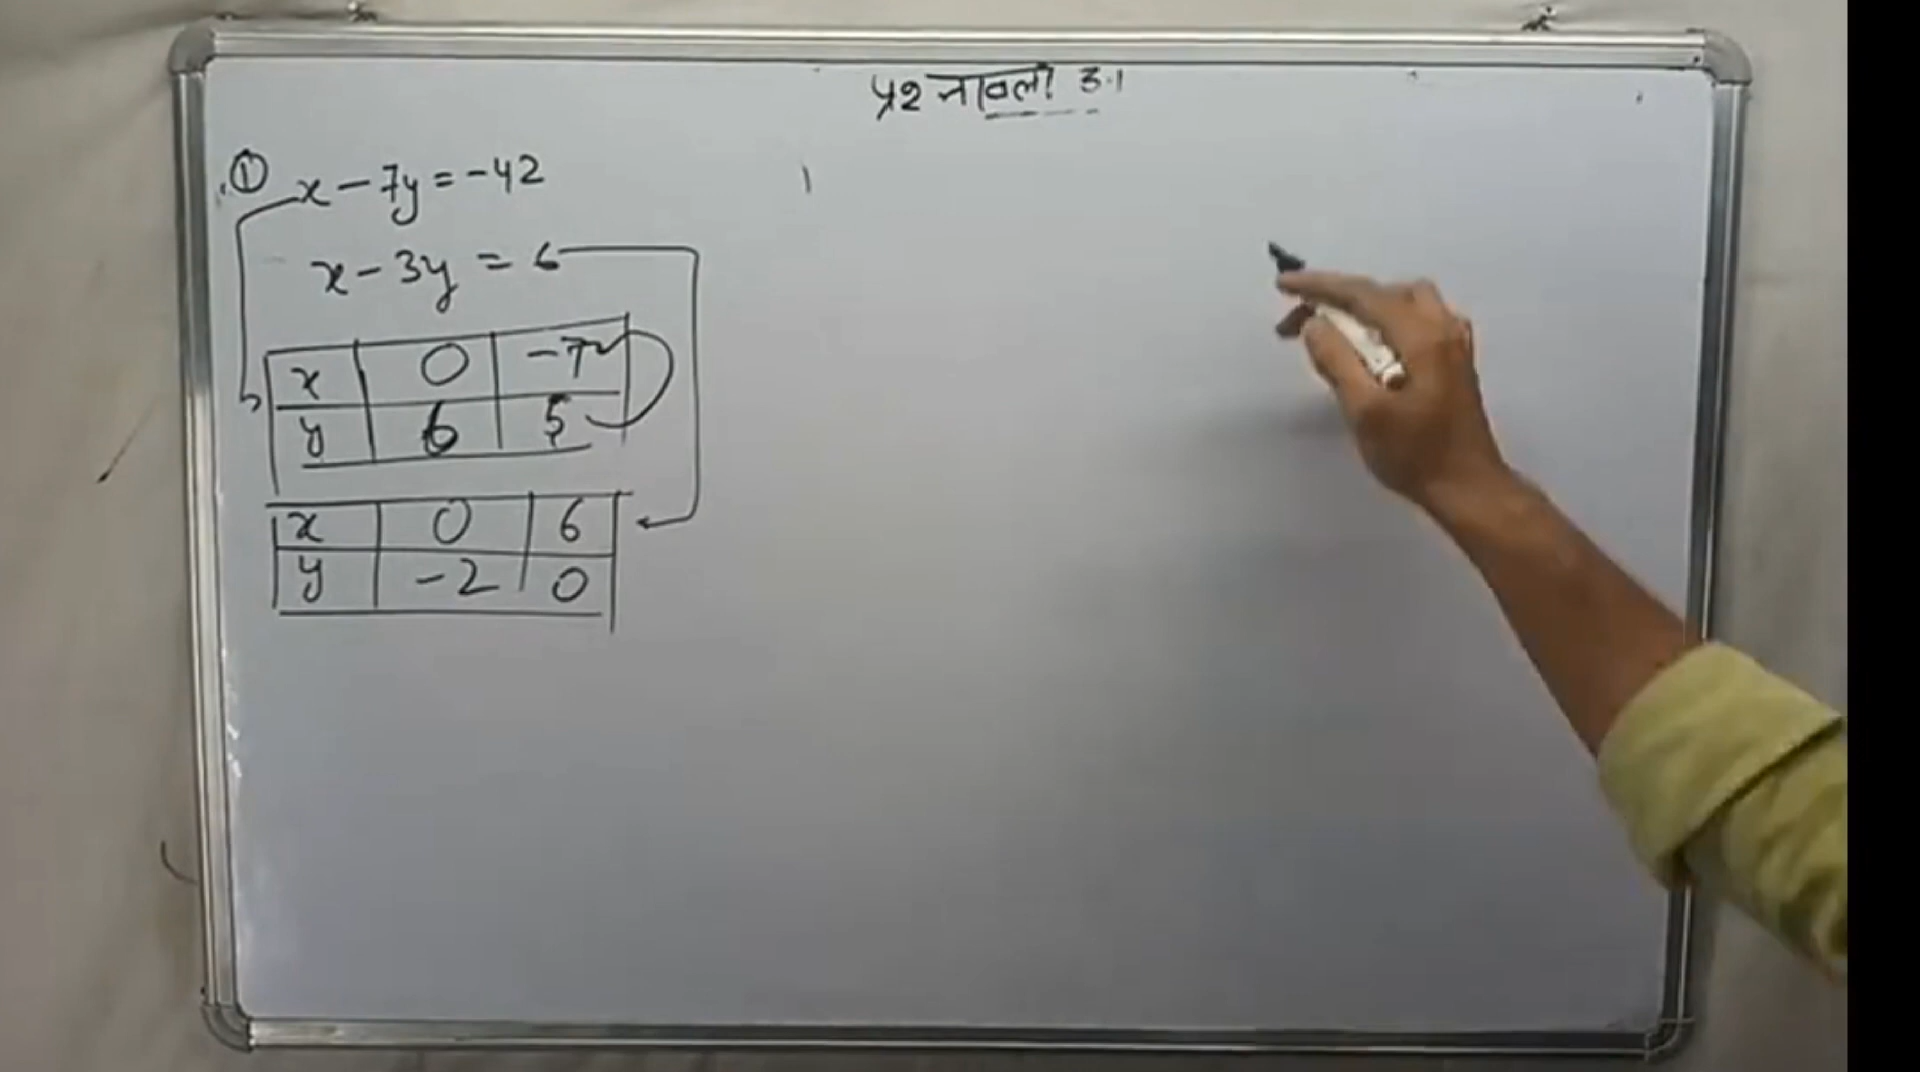 प्रश्नावली 3.1
① x - 7y = -42
x - 3y = 6
x 0 -7
y 6 5
x 0 6
y -2 0